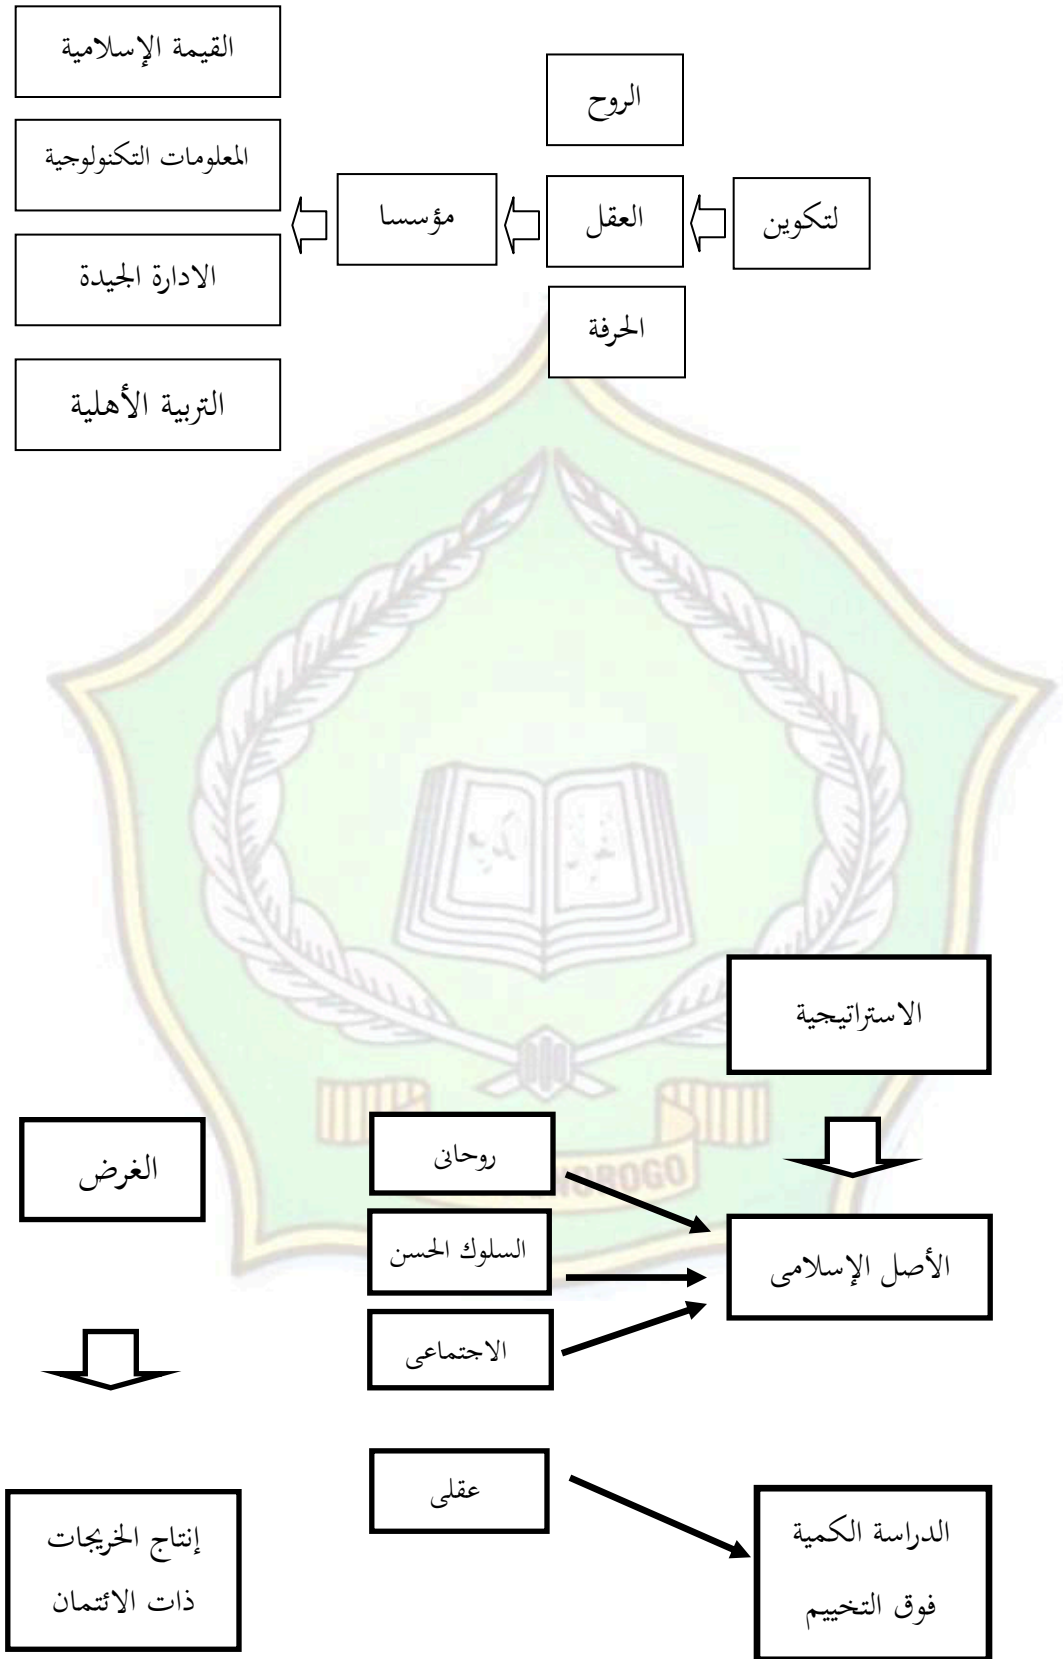 لتكوين
الروح
العقل
الحرفة
مؤسسا
القيمة الإسلامية
المعلومات التكنولوجية
الادارة الجيدة
التربية الأهلية
الاستراتيجية
الأصل الإسلامى
روحانى
السلوك الحسن
الاجتماعى
عقلى
الدراسة الكمية
فوق التخييم
الغرض
إنتاج الخريجات
ذات الائتمان
OROGO